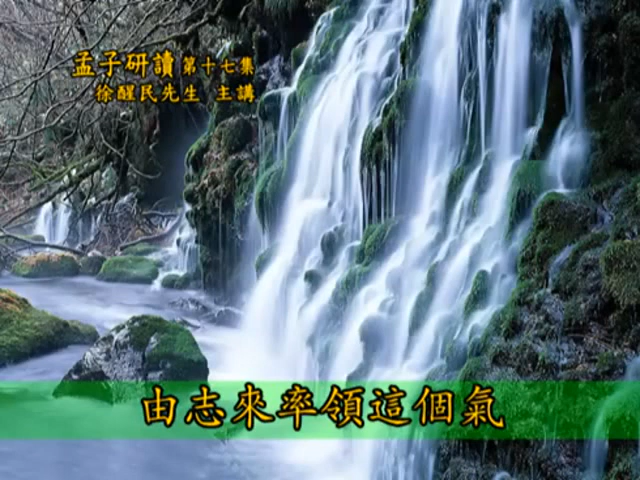 孟子研讀 第十七集
徐醒民先生 主講
由志來率領這個氣